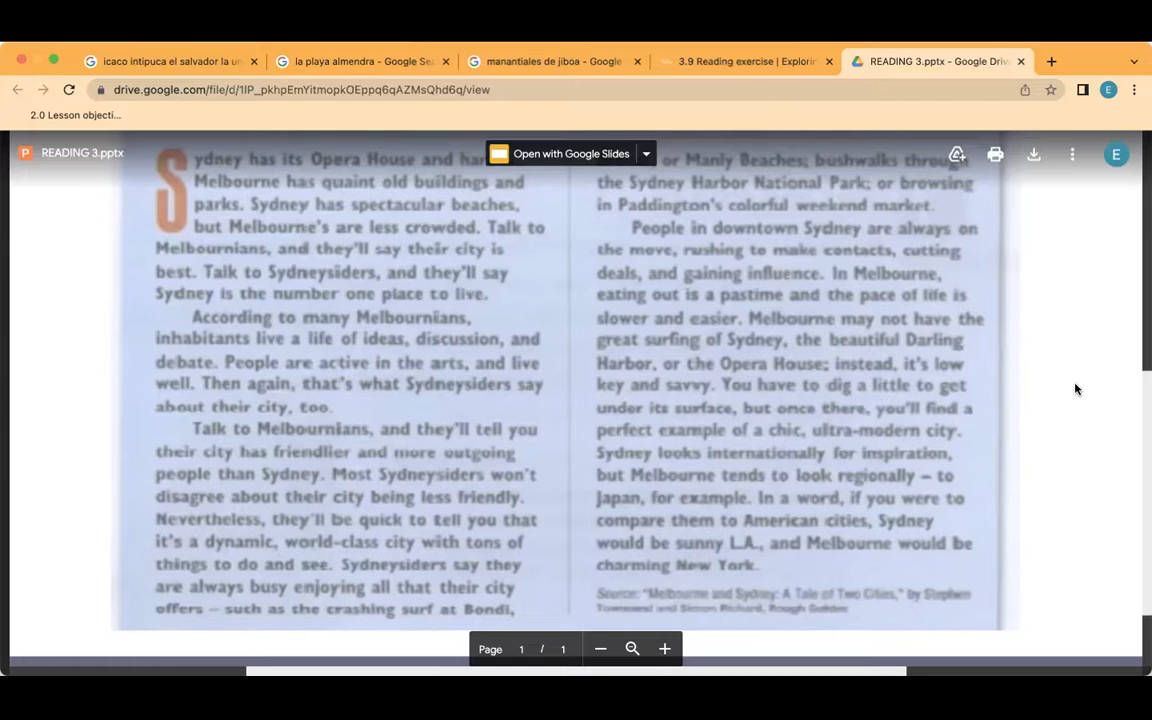 icaco intipuca el salvador la un
la playa almendra - Google Sea
manantiales de jiboa - Google
3.9 Reading exercise | Explorin
READING 3.pptx - Google Driv
drive.google.com/file/d/1IP_pkhpEmYitmopkOEppq6qAZMsQhd6q/view
E
2.0 Lesson objecti...
P
READING 3.pptx
Open with Google Slides
E
Sydney has its Opera House and
Melbourne has quaint old buildings and
parks. Sydney has spectacular beaches,
but Melbourne's are less crowded. Talk to
Melbournians, and they'll say their city is
best. Talk to Sydneysiders, and they'll say
Sydney is the number one place to live.
According to many Melbournians,
inhabitants live a life of ideas, discussion, and
debate. People are active in the arts, and live
well. Then again, that's what Sydneysiders say
about their city, too.
Talk to Melbournians, and they'll tell you
their city has friendlier and more outgoing
people than Sydney. Most Sydneysiders won't
disagree about their city being less friendly.
Nevertheless, they'll be quick to tell you that
it's a dynamic, world-class city with tons of
things to do and see. Sydneysiders say they
are always busy enjoying all that their city
offers – such as the crashing surf at Bondi,
or Manly Beaches; bushwalks through
the Sydney Harbor National Park; or browsing
in Paddington's colorful weekend market.
People in downtown Sydney are always on
the move, rushing to make contacts, cutting
deals, and gaining influence. In Melbourne,
eating out is a pastime and the pace of life is
slower and easier. Melbourne may not have the
great surfing of Sydney, the beautiful Darling
Harbor, or the Opera House; instead, it's low
key and savvy. You have to dig a little to get
under its surface, but once there, you'll find a
perfect example of a chic, ultra-modern city.
Sydney looks internationally for inspiration,
but Melbourne tends to look regionally – to
Japan, for example. In a word, if you were to
compare them to American cities, Sydney
would be sunny L.A., and Melbourne would be
charming New York.
Source: "Melbourne and Sydney: A Tale of Two Cities," by Stephen
Townsend and Simon Richard, Rough Guides
Page 1 / 1